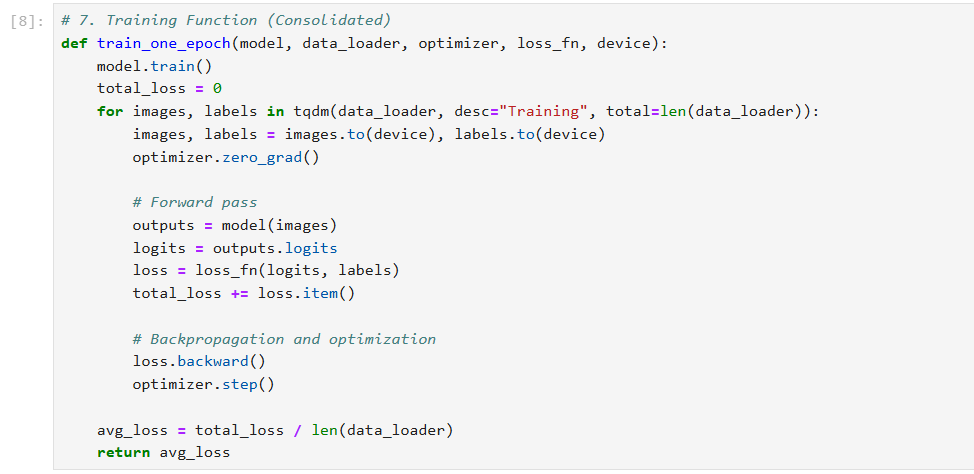 [8]: # 7. Training Function (Consolidated)
def train_one_epoch(model, data_loader, optimizer, loss_fn, device):
    model.train()
    total_loss = 0
    for images, labels in tqdm(data_loader, desc="Training", total=len(data_loader)):
        images, labels = images.to(device), labels.to(device)
        optimizer.zero_grad()

        # Forward pass
        outputs = model(images)
        logits = outputs.logits
        loss = loss_fn(logits, labels)
        total_loss += loss.item()

        # Backpropagation and optimization
        loss.backward()
        optimizer.step()

    avg_loss = total_loss / len(data_loader)
    return avg_loss